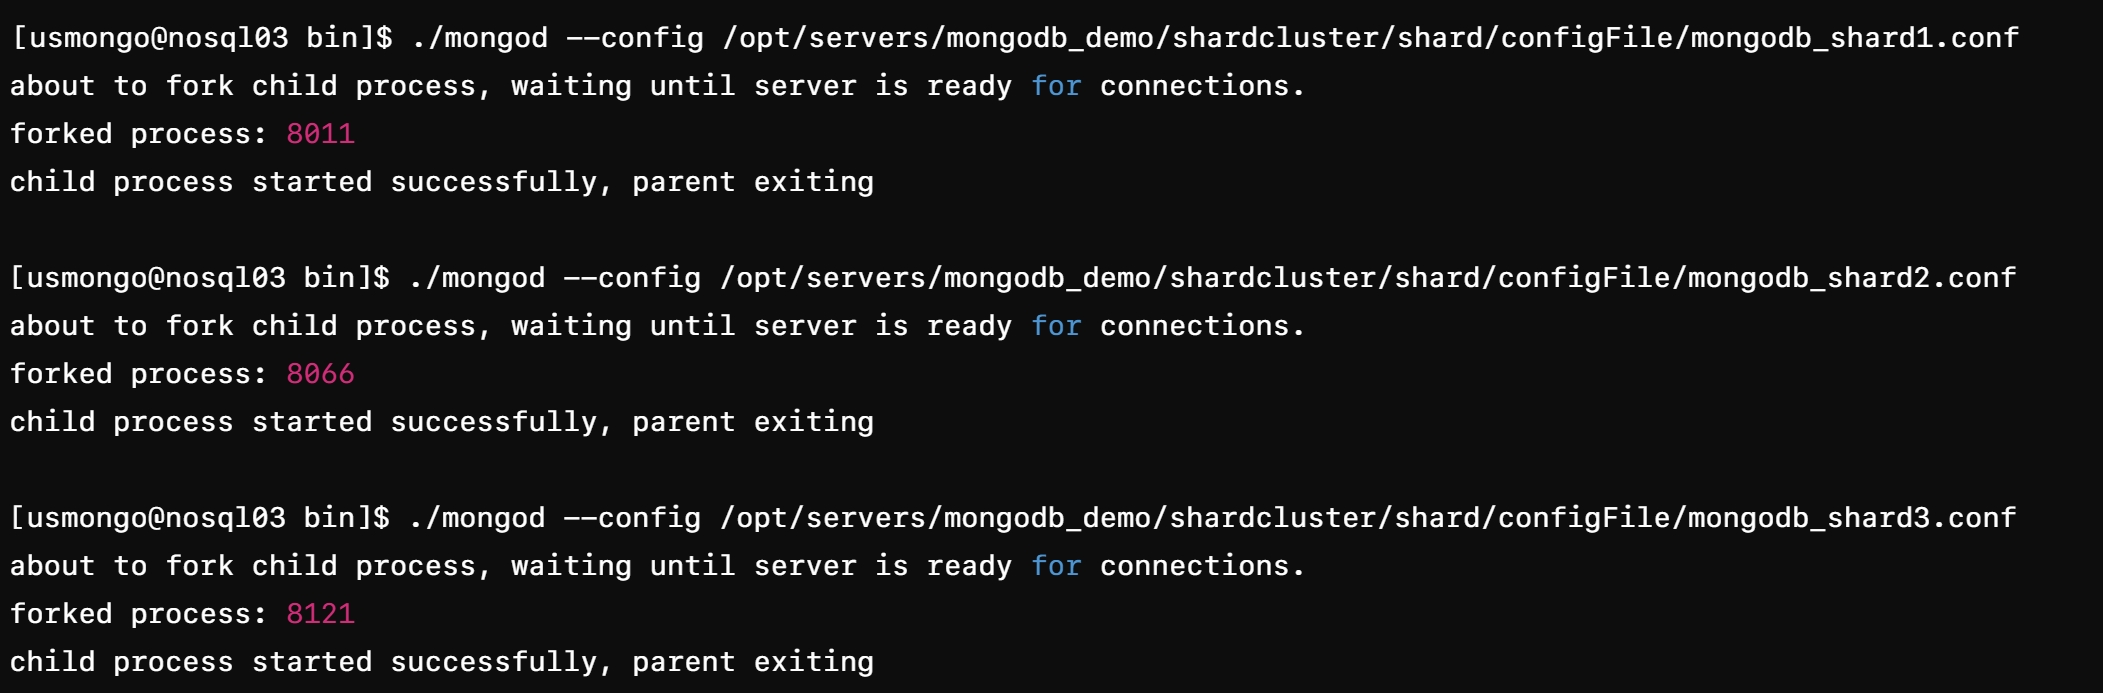 [usmongo@nosql03 bin]$ ./mongod --config /opt/servers/mongodb_demo/shardcluster/shard/configFile/mongodb_shard1.conf
about to fork child process, waiting until server is ready for connections.
forked process: 8011
child process started successfully, parent exiting
[usmongo@nosql03 bin]$ ./mongod --config /opt/servers/mongodb_demo/shardcluster/shard/configFile/mongodb_shard2.conf
about to fork child process, waiting until server is ready for connections.
forked process: 8066
child process started successfully, parent exiting
[usmongo@nosql03 bin]$ ./mongod --config /opt/servers/mongodb_demo/shardcluster/shard/configFile/mongodb_shard3.conf
about to fork child process, waiting until server is ready for connections.
forked process: 8121
child process started successfully, parent exiting